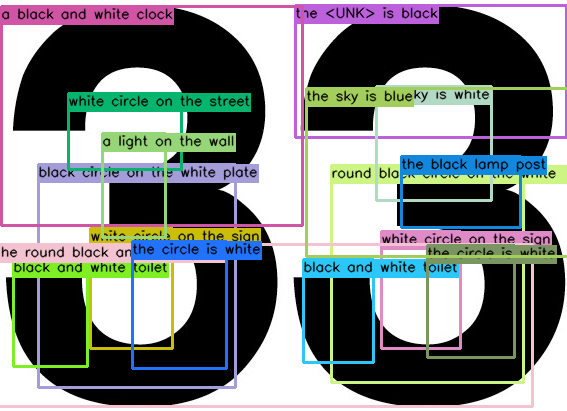 a black and white clock
the <UNK> is black
the sky is blue
ky is white
white circle on the street
a light on the wall
the black lamp post
black circle on the white plate
round black circle on the white
white circle on the sign
white circle on the sign
he round black an
the circle is white
the circle is white
black and white toilet
black and white toilet